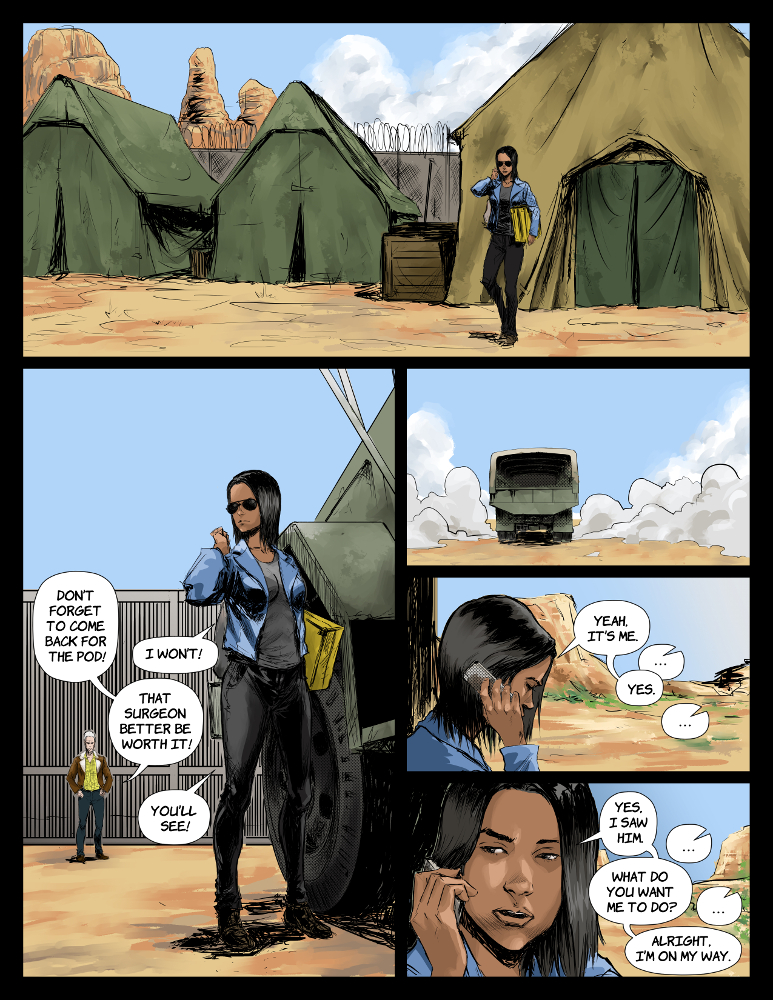 DON'T
FORGET
TO COME
BACK FOR
THE POD!
I WON'T!
THAT
SURGEON
BETTER BE
WORTH IT!
YOU'LL
SEE!
YEAH,
IT'S ME.
...
YES.
...
YES,
I SAW
HIM.
...
WHAT DO
YOU WANT
ME TO DO?
...
ALRIGHT,
I'M ON MY WAY.